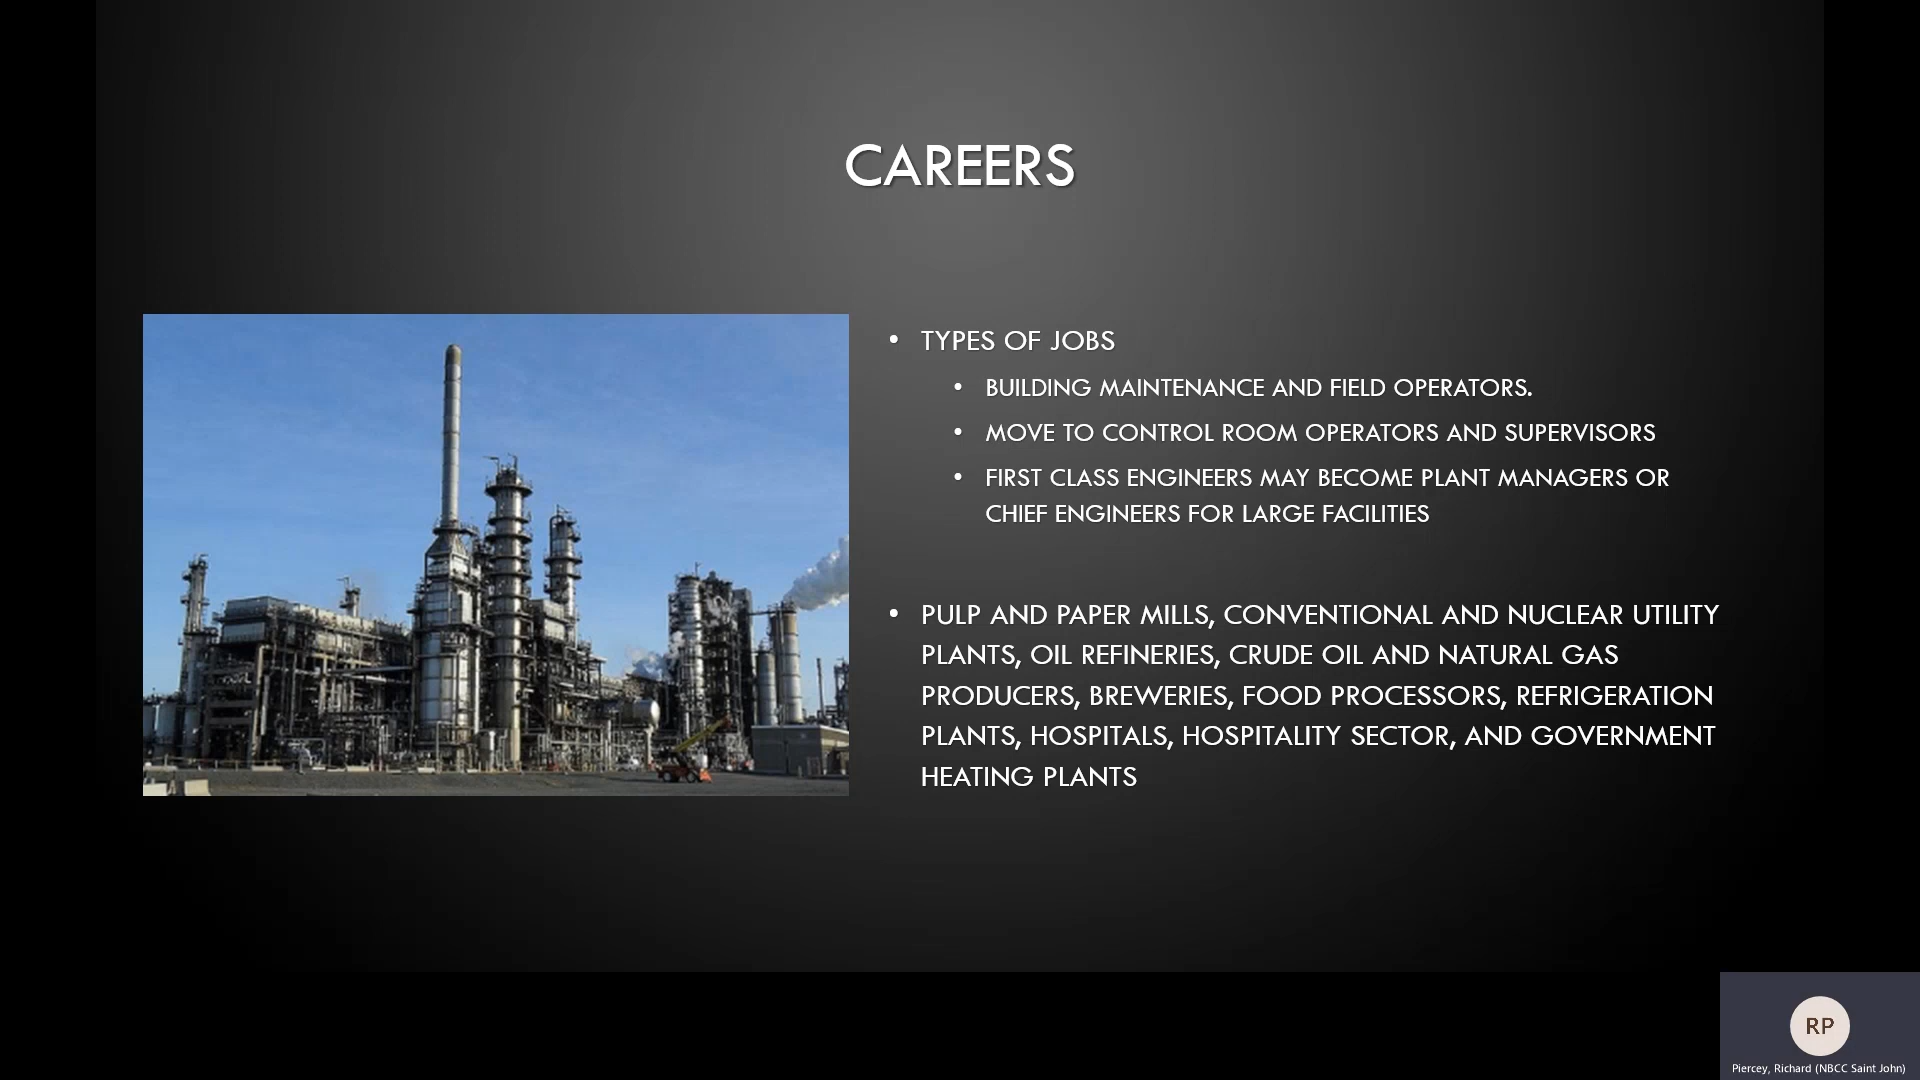 CAREERS
• TYPES OF JOBS
• BUILDING MAINTENANCE AND FIELD OPERATORS.
• MOVE TO CONTROL ROOM OPERATORS AND SUPERVISORS
• FIRST CLASS ENGINEERS MAY BECOME PLANT MANAGERS OR
CHIEF ENGINEERS FOR LARGE FACILITIES
• PULP AND PAPER MILLS, CONVENTIONAL AND NUCLEAR UTILITY
PLANTS, OIL REFINERIES, CRUDE OIL AND NATURAL GAS
PRODUCERS, BREWERIES, FOOD PROCESSORS, REFRIGERATION
PLANTS, HOSPITALS, HOSPITALITY SECTOR, AND GOVERNMENT
HEATING PLANTS
RP
Piercey, Richard (NBCC Saint John)